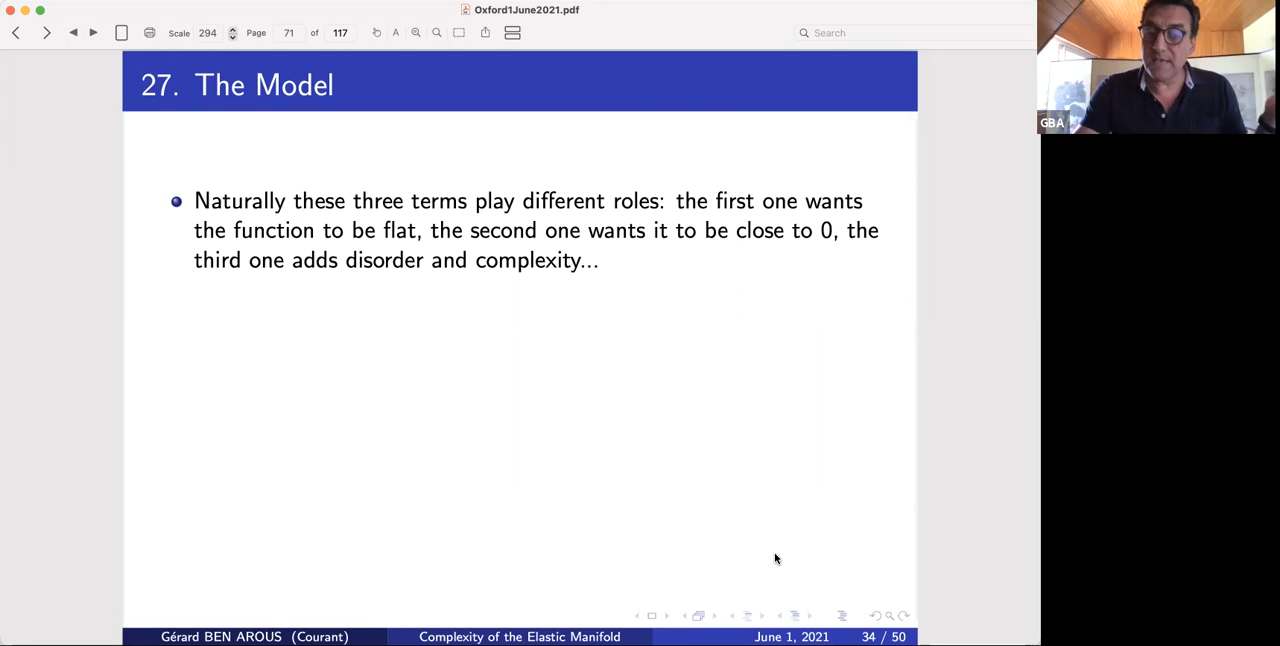 Oxford1June2021.pdf
Scale 294 Page 71 of 117 A Search
27. The Model
GBA
Naturally these three terms play different roles: the first one wants
the function to be flat, the second one wants it to be close to 0, the
third one adds disorder and complexity...
Gérard BEN AROUS (Courant) Complexity of the Elastic Manifold June 1, 2021 34 / 50